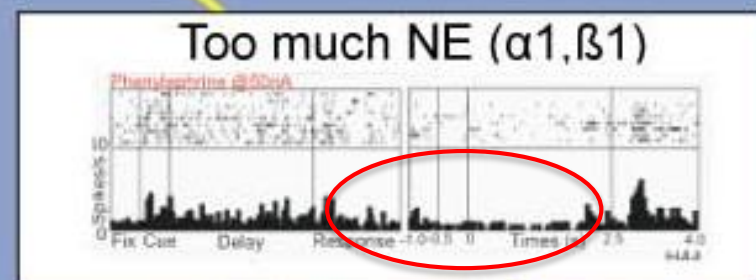 Too much NE (α1,ß1)
Phenylephrine @50nA
10
Spikes/s
0
Fix Cue Delay Response -1.0 -0.5 0 Times (s) 2.5 4.0